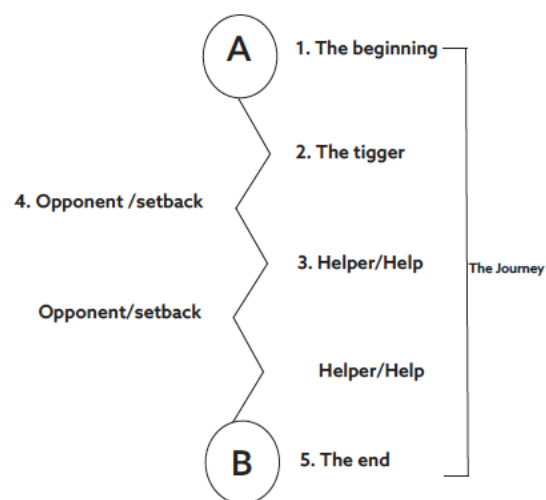 A
1. The beginning
2. The tigger
4. Opponent /setback
3. Helper/Help
The Journey
Opponent/setback
Helper/Help
B
5. The end